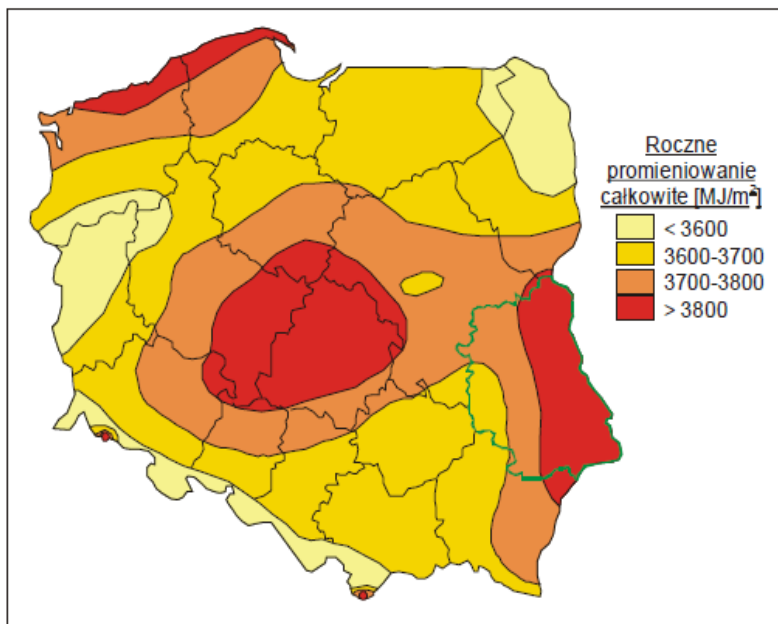 Roczne
promieniowanie
całkowite [MJ/m²]
< 3600
3600-3700
3700-3800
> 3800